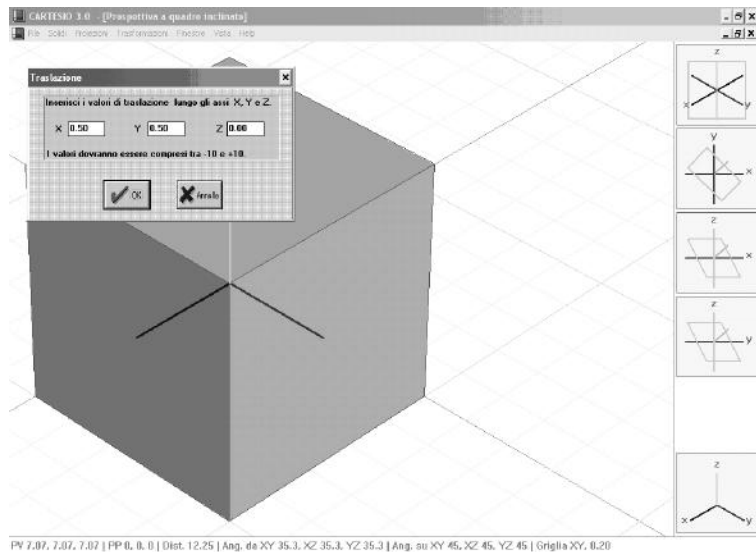 CARTESIO 3.0 - [Prospettiva a quadro inclinato]
File Solidi Proiezioni Trasformazioni Finestre Vista Help
Traslazione
Inserisci i valori di traslazione lungo gli assi X, Y e Z.
X 0.50 Y 0.50 Z 0.00
I valori dovranno essere compresi tra -10 e +10.
OK Annulla
z
x y
y
x
z
x
z
y
z
x y
PV 7.07, 7.07, 7.07 | PP 0, 0, 0 | Dist. 12.25 | Ang. da XY 35.3, XZ 35.3, YZ 35.3 | Ang. su XY 45, XZ 45, YZ 45 | Griglia XY, 0.20